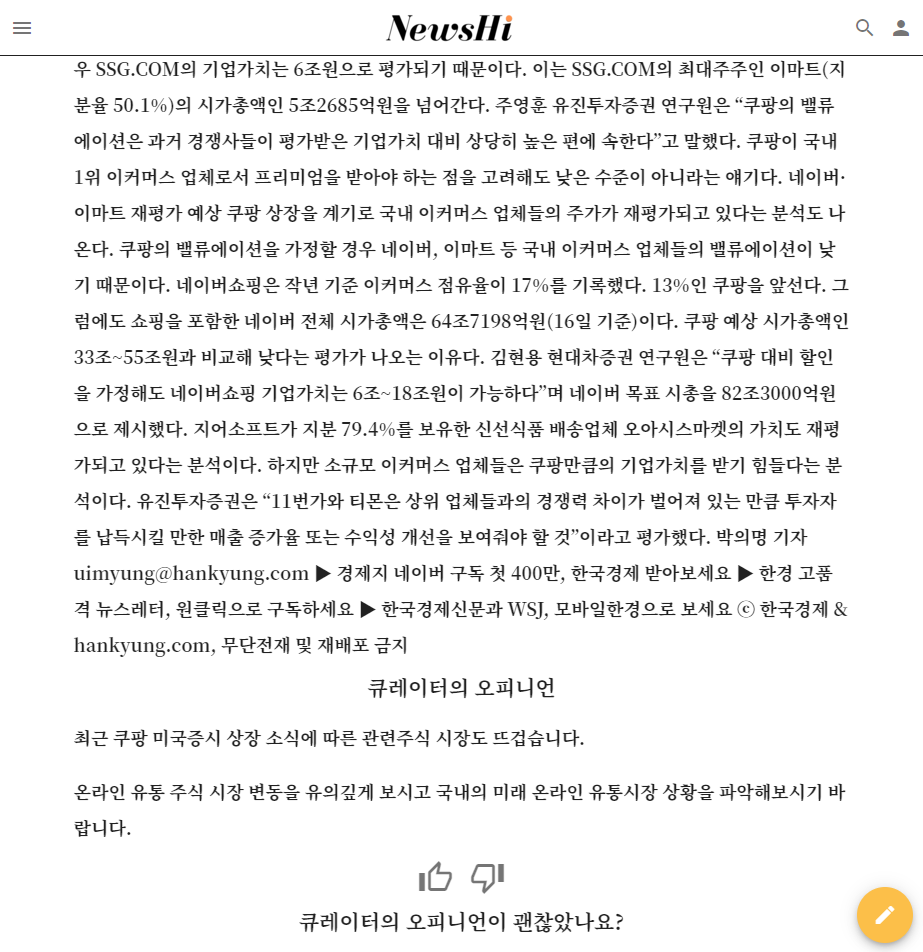 NewsHi
우 SSG.COM의 기업가치는 6조원으로 평가되기 때문이다. 이는 SSG.COM의 최대주주인 이마트(지
분율 50.1%)의 시가총액인 5조2685억원을 넘어간다. 주영훈 유진투자증권 연구원은 “쿠팡의 밸류
에이션은 과거 경쟁사들이 평가받은 기업가치 대비 상당히 높은 편에 속한다”고 말했다. 쿠팡이 국내
1위 이커머스 업체로서 프리미엄을 받아야 하는 점을 고려해도 낮은 수준이 아니라는 얘기다. 네이버·
이마트 재평가 예상 쿠팡 상장을 계기로 국내 이커머스 업체들의 주가가 재평가되고 있다는 분석도 나
온다. 쿠팡의 밸류에이션을 가정할 경우 네이버, 이마트 등 국내 이커머스 업체들의 밸류에이션이 낮
기 때문이다. 네이버쇼핑은 작년 기준 이커머스 점유율이 17%를 기록했다. 13%인 쿠팡을 앞선다. 그
럼에도 쇼핑을 포함한 네이버 전체 시가총액은 64조7198억원(16일 기준)이다. 쿠팡 예상 시가총액인
33조~55조원과 비교해 낮다는 평가가 나오는 이유다. 김현용 현대차증권 연구원은 “쿠팡 대비 할인
을 가정해도 네이버쇼핑 기업가치는 6조~18조원이 가능하다”며 네이버 목표 시총을 82조3000억원
으로 제시했다. 지어소프트가 지분 79.4%를 보유한 신선식품 배송업체 오아시스마켓의 가치도 재평
가되고 있다는 분석이다. 하지만 소규모 이커머스 업체들은 쿠팡만큼의 기업가치를 받기 힘들다는 분
석이다. 유진투자증권은 “11번가와 티몬은 상위 업체들과의 경쟁력 차이가 벌어져 있는 만큼 투자자
를 납득시킬 만한 매출 증가율 또는 수익성 개선을 보여줘야 할 것”이라고 평가했다. 박의명 기자
uimyung@hankyung.com ▶ 경제지 네이버 구독 첫 400만, 한국경제 받아보세요 ▶ 한경 고품
격 뉴스레터, 원클릭으로 구독하세요 ▶ 한국경제신문과 WSJ, 모바일한경으로 보세요 ⓒ 한국경제 &
hankyung.com, 무단전재 및 재배포 금지
큐레이터의 오피니언
최근 쿠팡 미국증시 상장 소식에 따른 관련주식 시장도 뜨겁습니다.
온라인 유통 주식 시장 변동을 유의깊게 보시고 국내의 미래 온라인 유통시장 상황을 파악해보시기 바
랍니다.
큐레이터의 오피니언이 괜찮았나요?